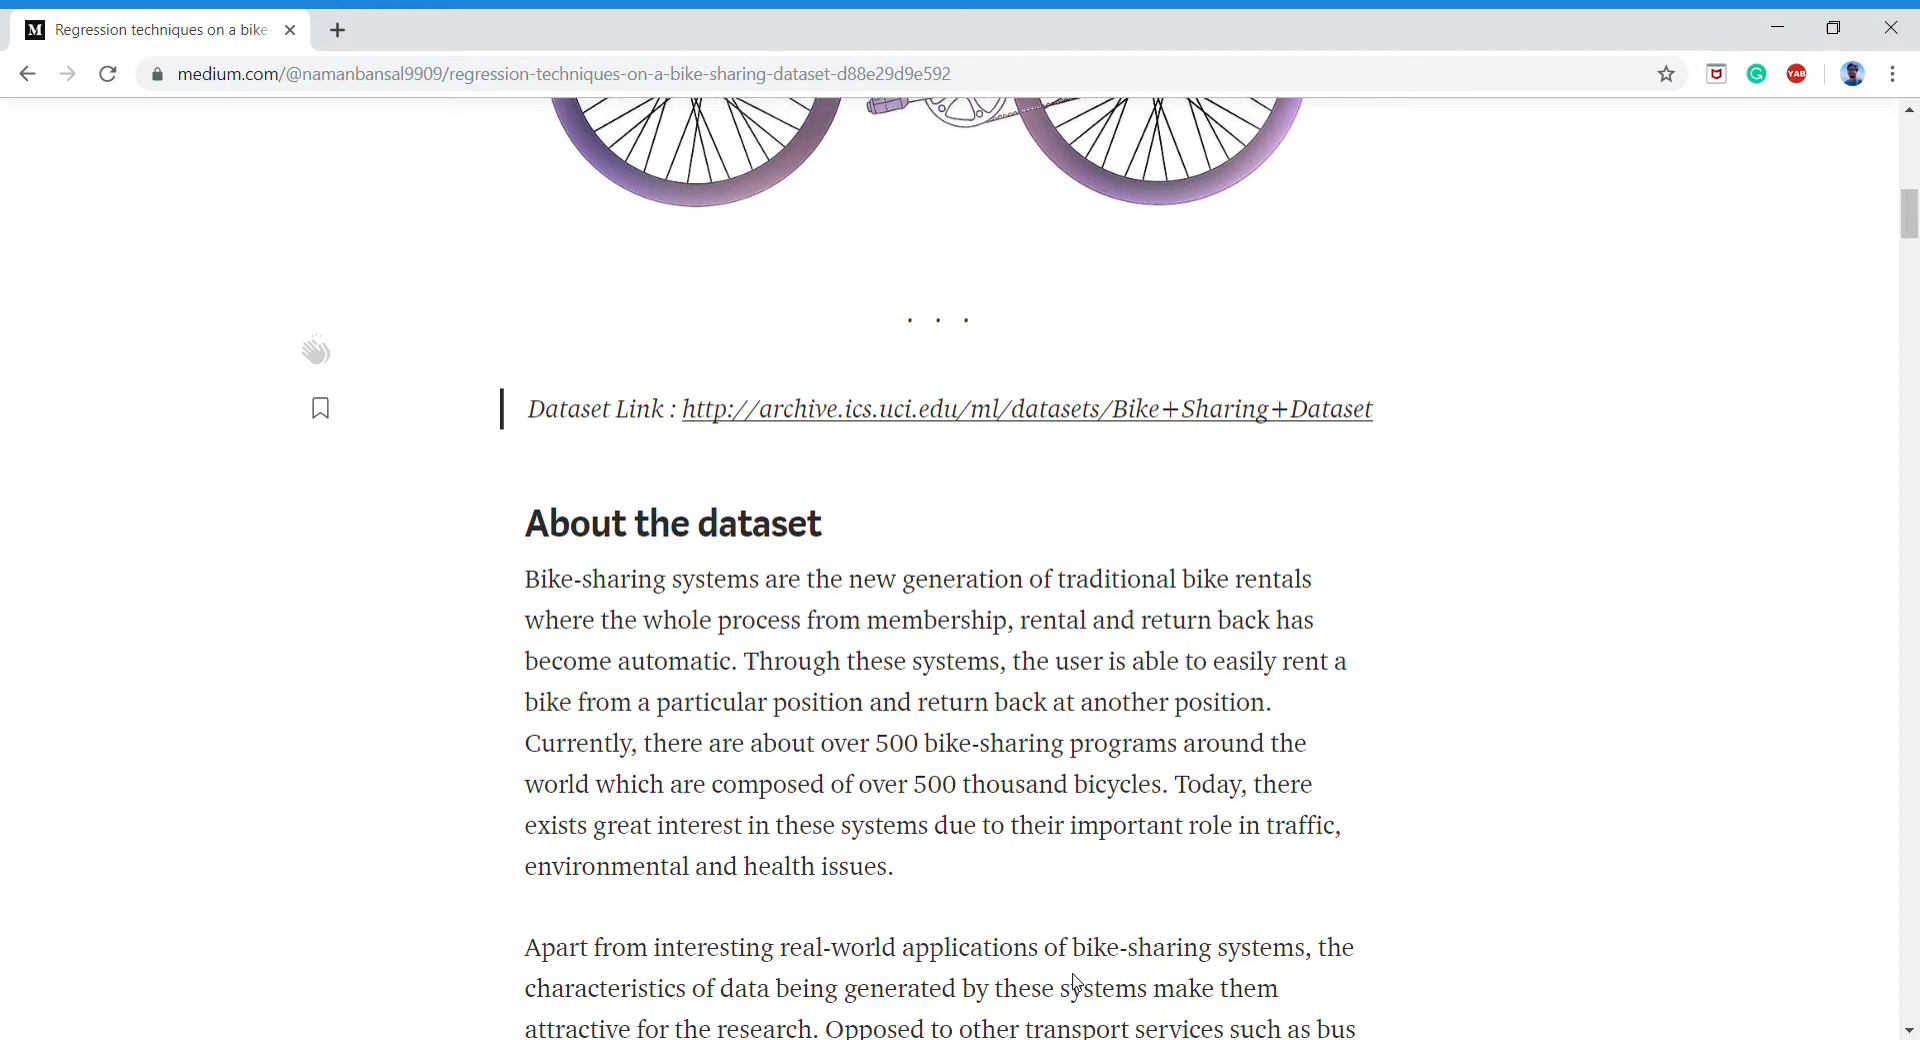 M Regression techniques on a bike-
medium.com/@namanbansal9909/regression-techniques-on-a-bike-sharing-dataset-d88e29d9e592
G
YAB
. . .
Dataset Link : http://archive.ics.uci.edu/ml/datasets/Bike+Sharing+Dataset
About the dataset
Bike-sharing systems are the new generation of traditional bike rentals
where the whole process from membership, rental and return back has
become automatic. Through these systems, the user is able to easily rent a
bike from a particular position and return back at another position.
Currently, there are about over 500 bike-sharing programs around the
world which are composed of over 500 thousand bicycles. Today, there
exists great interest in these systems due to their important role in traffic,
environmental and health issues.
Apart from interesting real-world applications of bike-sharing systems, the
characteristics of data being generated by these systems make them
attractive for the research. Opposed to other transport services such as bus